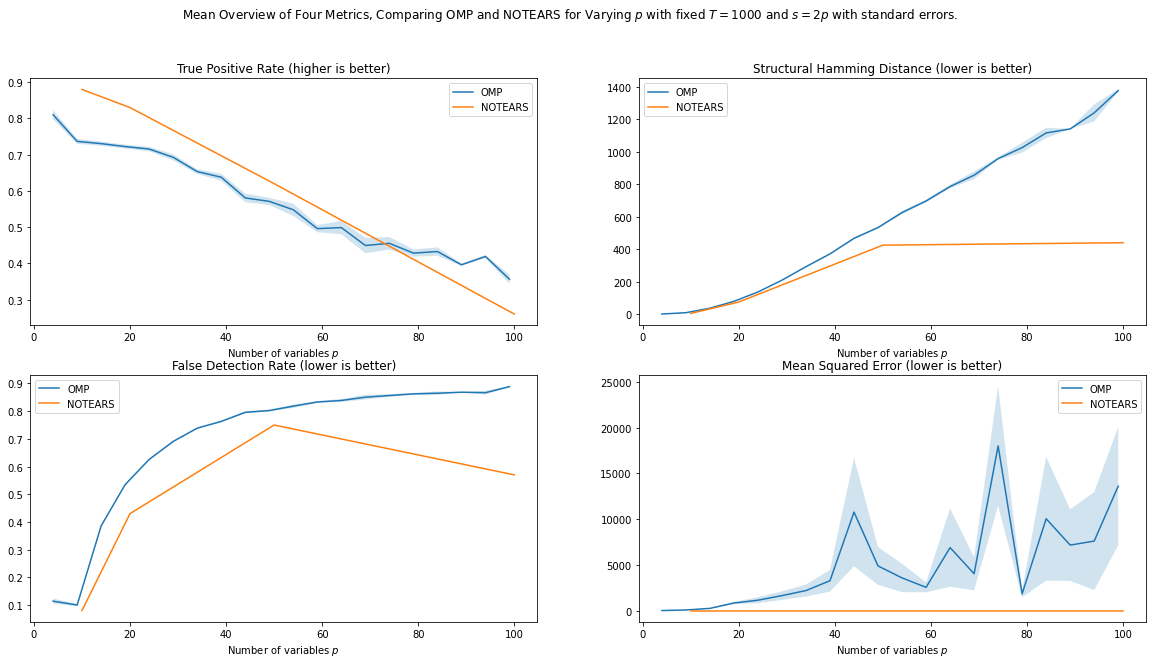 Mean Overview of Four Metrics, Comparing OMP and NOTEARS for Varying p with fixed T = 1000 and s = 2p with standard errors.
True Positive Rate (higher is better)
0.9
0.8
0.7
0.6
0.5
0.4
0.3
OMP
NOTEARS
0 20 40 60 80 100
Number of variables p
Structural Hamming Distance (lower is better)
1400
1200
1000
800
600
400
200
0
OMP
NOTEARS
0 20 40 60 80 100
Number of variables p
False Detection Rate (lower is better)
0.9
0.8
0.7
0.6
0.5
0.4
0.3
0.2
0.1
OMP
NOTEARS
0 20 40 60 80 100
Number of variables p
Mean Squared Error (lower is better)
25000
20000
15000
10000
5000
0
OMP
NOTEARS
0 20 40 60 80 100
Number of variables p